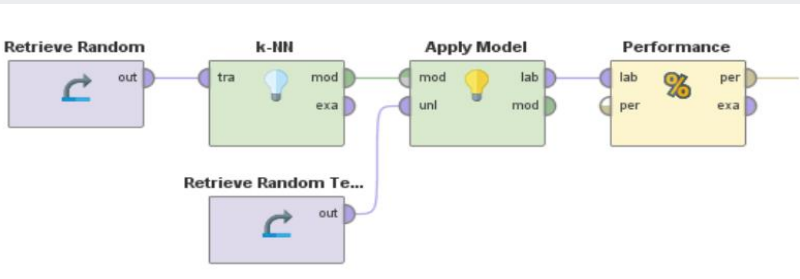 Retrieve Random
out
k-NN
tra
mod
exa
Apply Model
mod
lab
unl
mod
Performance
%
lab
per
per
exa
Retrieve Random Te...
out